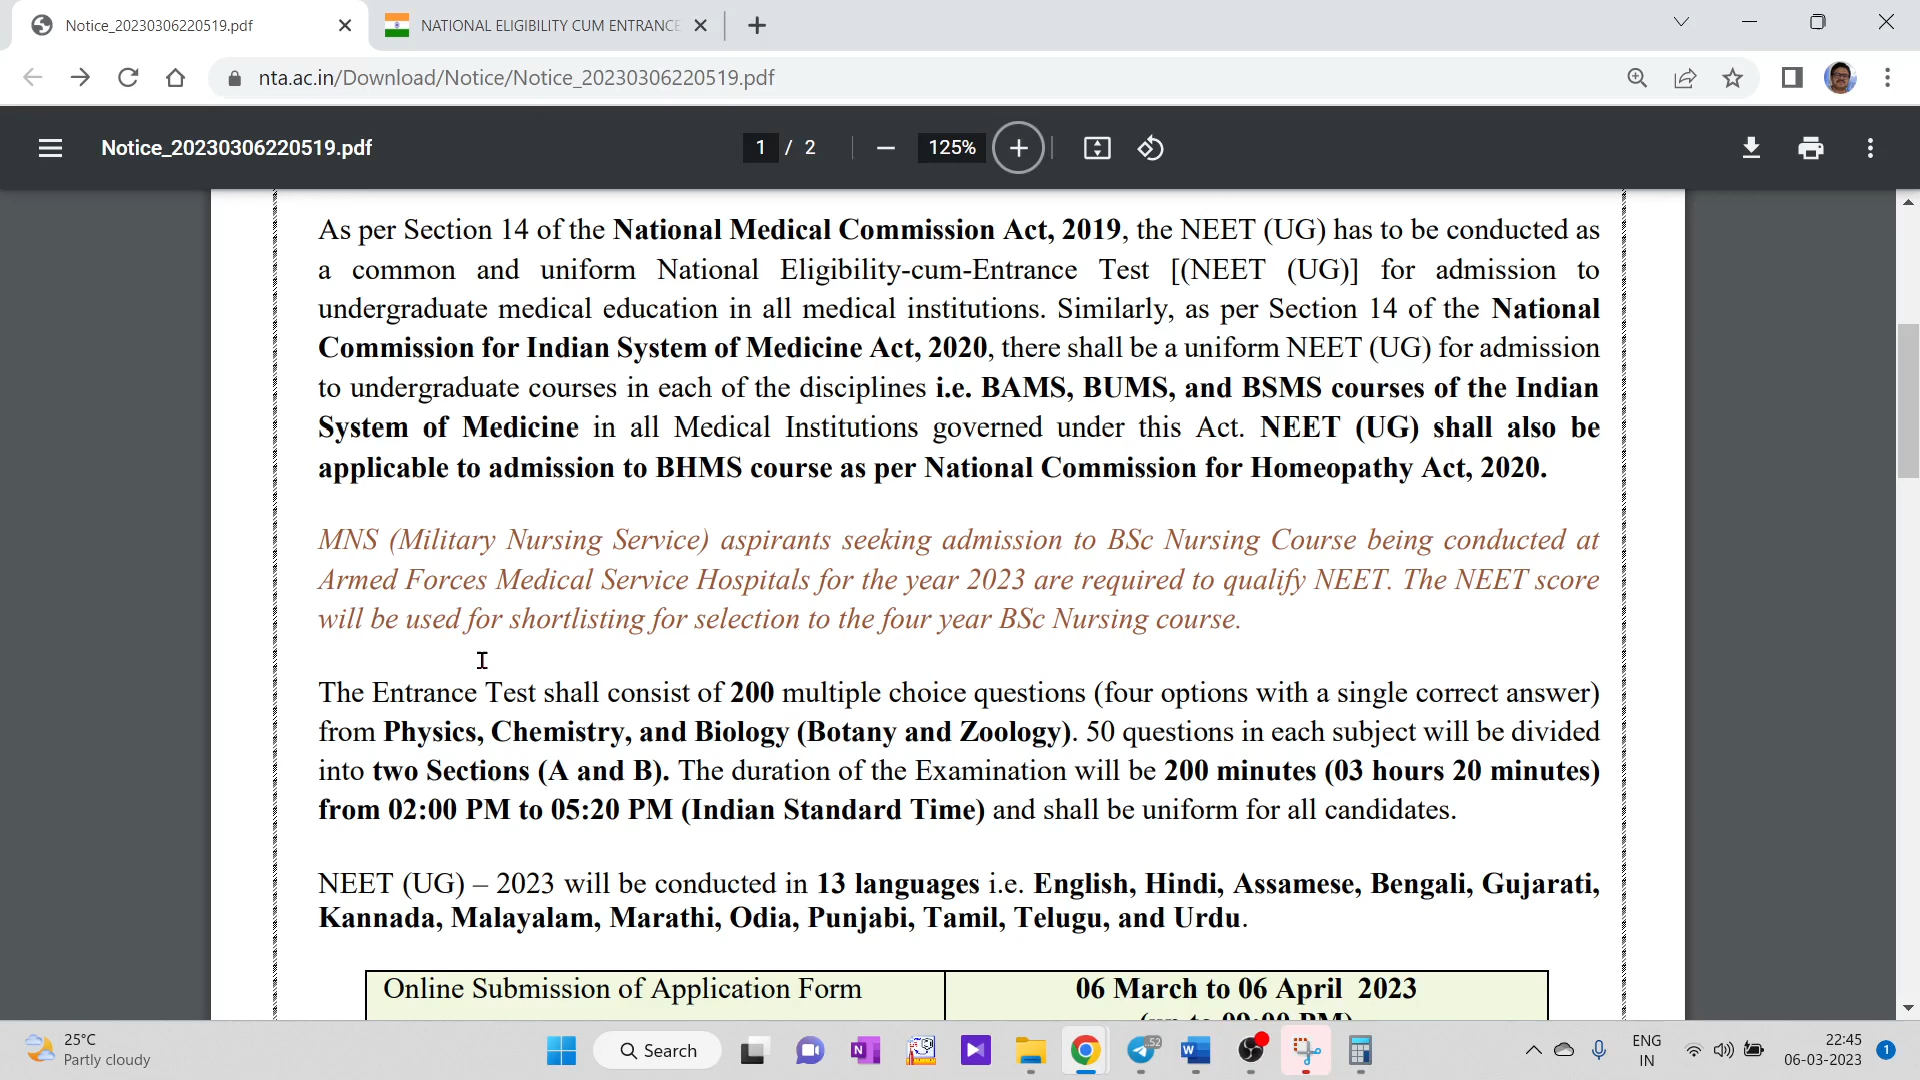 Notice_20230306220519.pdf
NATIONAL ELIGIBILITY CUM ENTRANCE
nta.ac.in/Download/Notice/Notice_20230306220519.pdf
Notice_20230306220519.pdf
1 / 2
125%
As per Section 14 of the National Medical Commission Act, 2019, the NEET (UG) has to be conducted as
a common and uniform National Eligibility-cum-Entrance Test [(NEET (UG)] for admission to
undergraduate medical education in all medical institutions. Similarly, as per Section 14 of the National
Commission for Indian System of Medicine Act, 2020, there shall be a uniform NEET (UG) for admission
to undergraduate courses in each of the disciplines i.e. BAMS, BUMS, and BSMS courses of the Indian
System of Medicine in all Medical Institutions governed under this Act. NEET (UG) shall also be
applicable to admission to BHMS course as per National Commission for Homeopathy Act, 2020.
MNS (Military Nursing Service) aspirants seeking admission to BSc Nursing Course being conducted at
Armed Forces Medical Service Hospitals for the year 2023 are required to qualify NEET. The NEET score
will be used for shortlisting for selection to the four year BSc Nursing course.
The Entrance Test shall consist of 200 multiple choice questions (four options with a single correct answer)
from Physics, Chemistry, and Biology (Botany and Zoology). 50 questions in each subject will be divided
into two Sections (A and B). The duration of the Examination will be 200 minutes (03 hours 20 minutes)
from 02:00 PM to 05:20 PM (Indian Standard Time) and shall be uniform for all candidates.
NEET (UG) – 2023 will be conducted in 13 languages i.e. English, Hindi, Assamese, Bengali, Gujarati,
Kannada, Malayalam, Marathi, Odia, Punjabi, Tamil, Telugu, and Urdu.
Online Submission of Application Form
06 March to 06 April 2023
(up to 09:00 PM)
25°C
Partly cloudy
Search
52
ENG
IN
22:45
06-03-2023
1